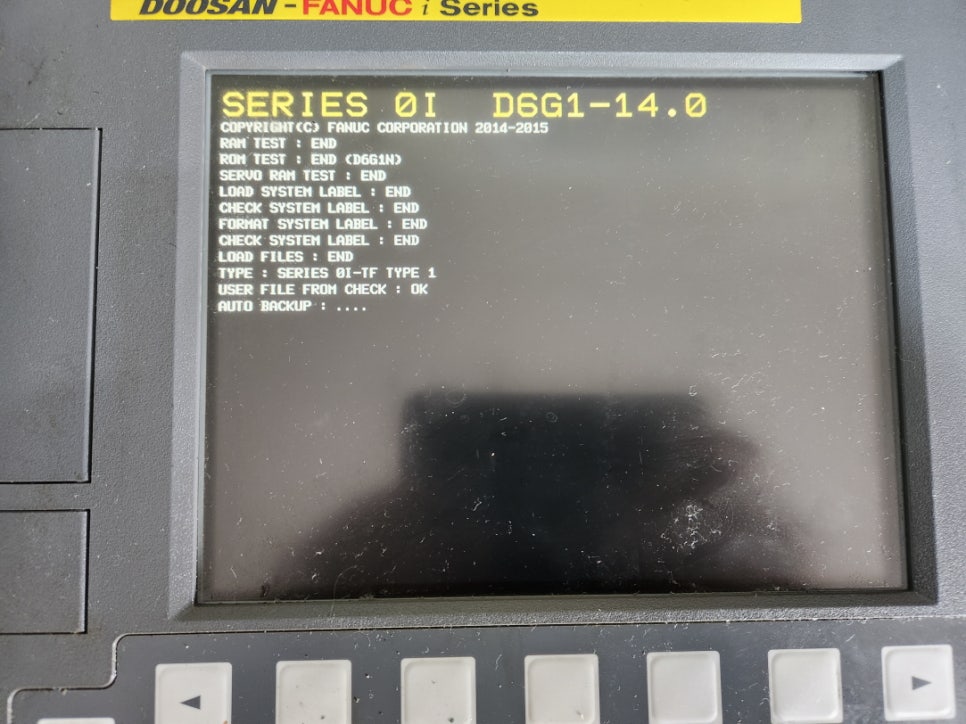 DOOSAN-FANUC i Series
SERIES 0I D6G1-14.0
COPYRIGHT(C) FANUC CORPORATION 2014-2015
RAM TEST : END
ROM TEST : END (D6G1N)
SERVO RAM TEST : END
LOAD SYSTEM LABEL : END
CHECK SYSTEM LABEL : END
FORMAT SYSTEM LABEL : END
CHECK SYSTEM LABEL : END
LOAD FILES : END
TYPE : SERIES 0I-TF TYPE 1
USER FILE FROM CHECK : OK
AUTO BACKUP : ....